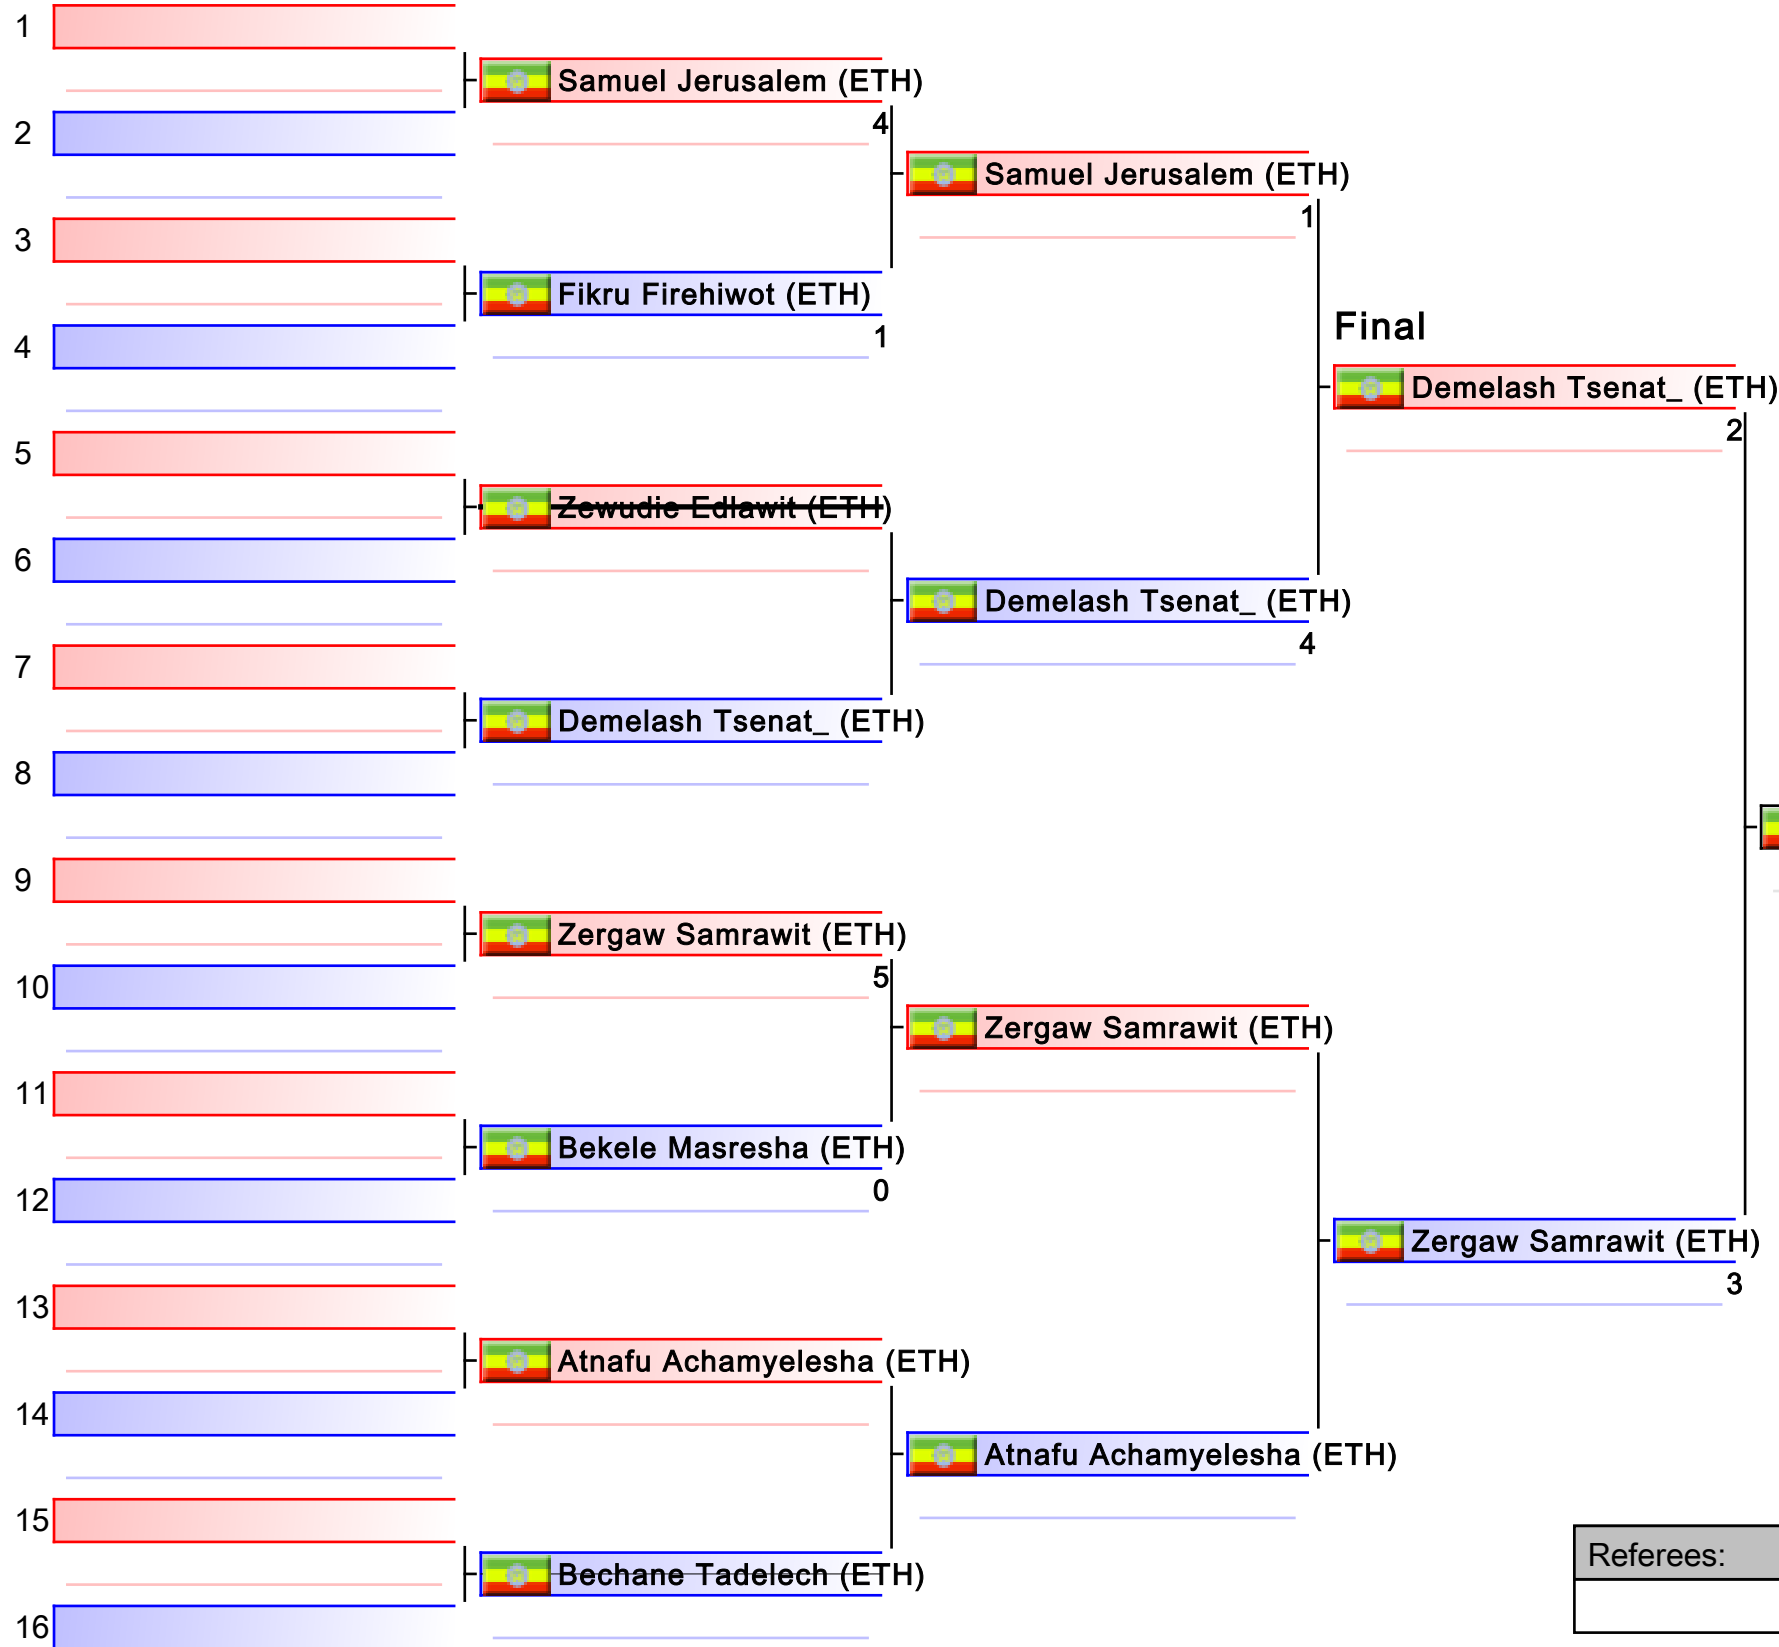 1
Samuel Jerusalem (ETH)
4
2
Samuel Jerusalem (ETH)
1
3
Fikru Firehiwot (ETH)
1
4
Final
Demelash Tsenat_ (ETH)
2
5
Zewudie Edlawit (ETH)
6
Demelash Tsenat_ (ETH)
4
7
Demelash Tsenat_ (ETH)
8
9
Zergaw Samrawit (ETH)
5
10
Zergaw Samrawit (ETH)
11
Bekele Masresha (ETH)
0
12
Zergaw Samrawit (ETH)
3
13
Atnafu Achamyelesha (ETH)
14
Atnafu Achamyelesha (ETH)
15
Bechane Tadelech (ETH)
16
Referees: